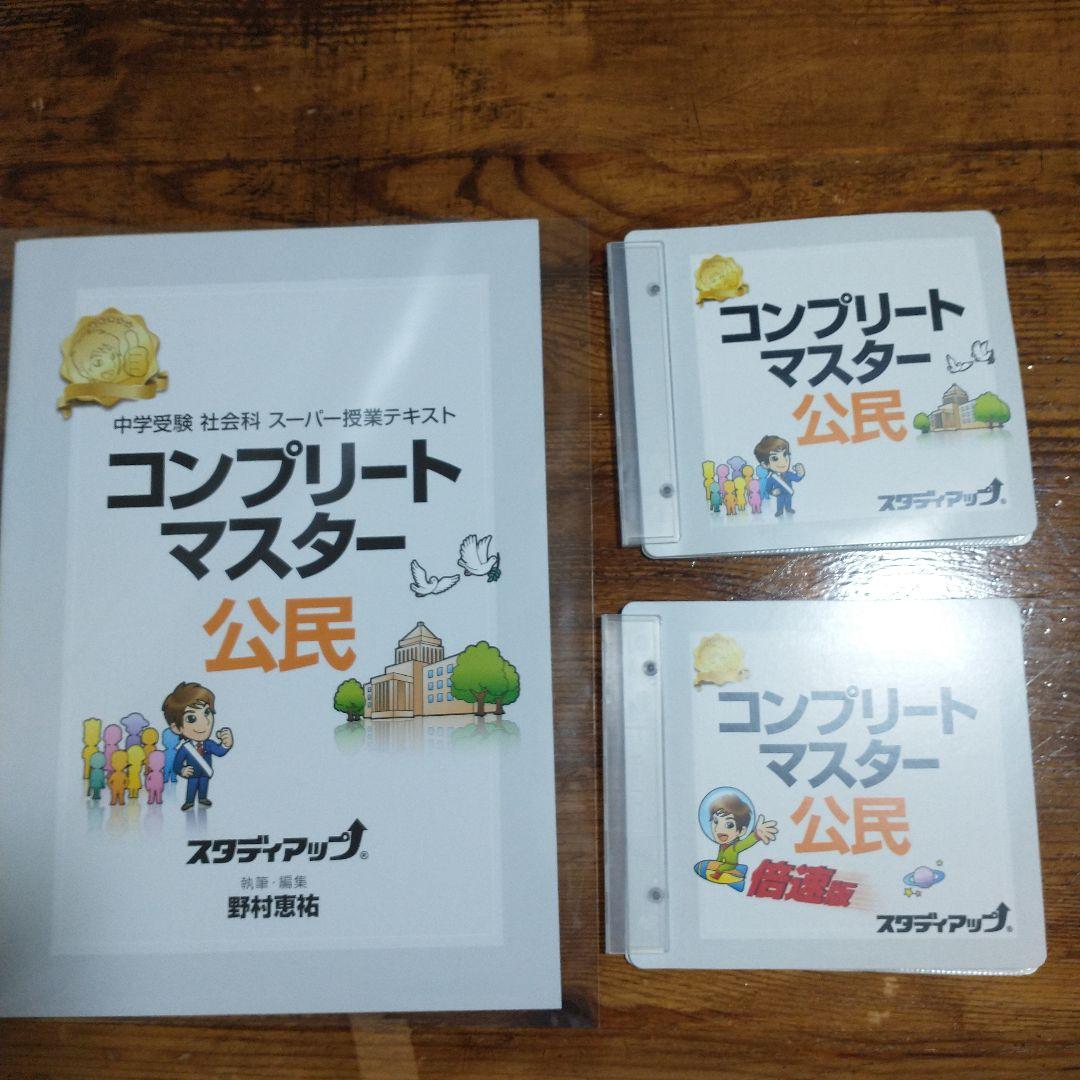 中学受験 社会科 スーパー授業テキスト
コンプリート
マスター
公民
スタディアップ®
執筆・編集
野村恵祐
コンプリート
マスター
公民
スタディアップ®
コンプリート
マスター
公民
倍速版
スタディアップ®